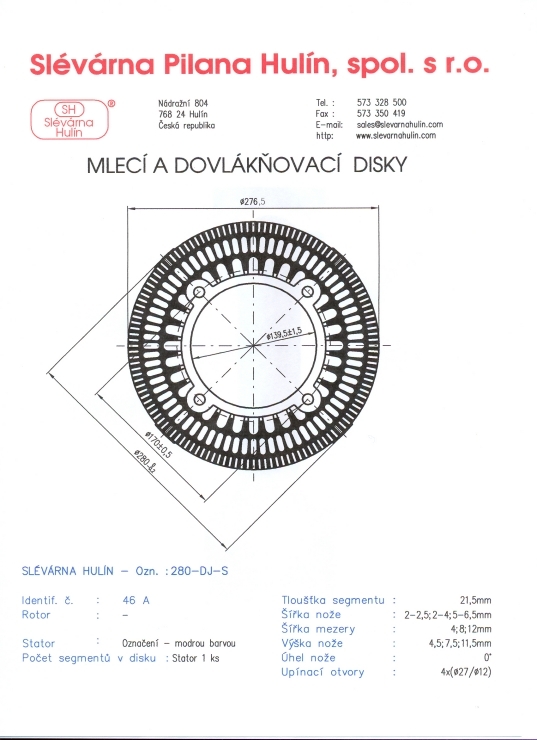 Slévárna Pilana Hulín, spol. s r.o.
SH
Slévárna
Hulín
®
Nádražní 804
768 24 Hulín
Česká republika
Tel. : 573 328 500
Fax : 573 350 419
E-mail: sales@slevarnahulin.com
http: www.slevarnahulin.com
MLECÍ A DOVLÁKŇOVACÍ DISKY
ø276,5
ø139,5±1,5
ø170±0,5
ø280
SLÉVÁRNA HULÍN – Ozn. : 280-DJ-S
Identif. č. : 46 A
Rotor : –
Stator : Označení – modrou barvou
Počet segmentů v disku : Stator 1 ks
Tloušťka segmentu : 21,5mm
Šířka nože : 2-2,5; 2-4; 5-6,5mm
Šířka mezery : 4; 8; 12mm
Výška nože : 4,5; 7,5; 11,5mm
Úhel nože : 0°
Upínací otvory : 4x(ø27/ø12)